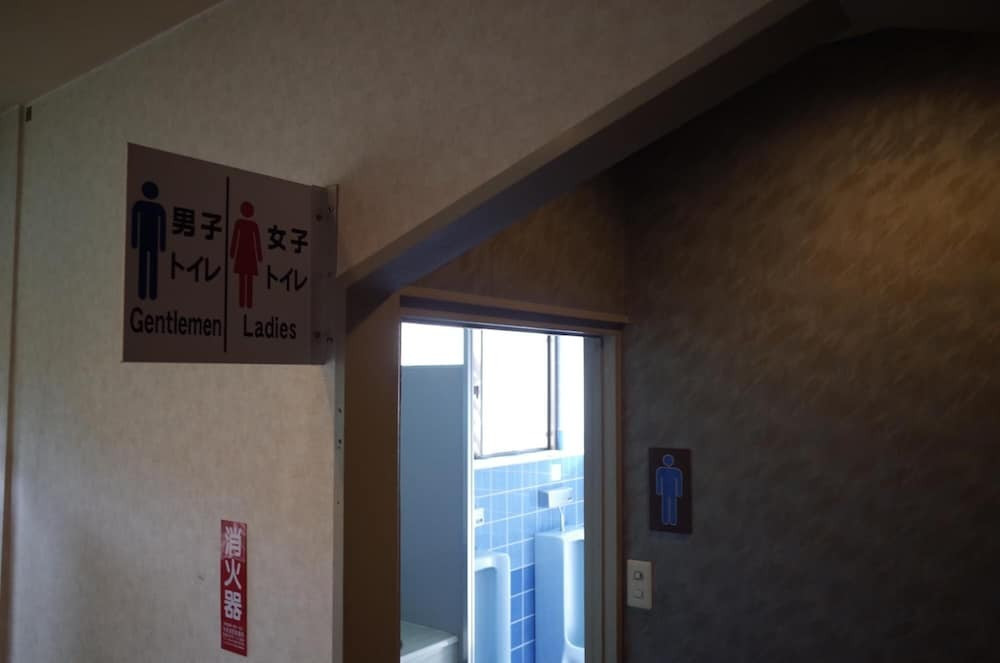 男子
トイレ
Gentlemen
女子
トイレ
Ladies
消火器